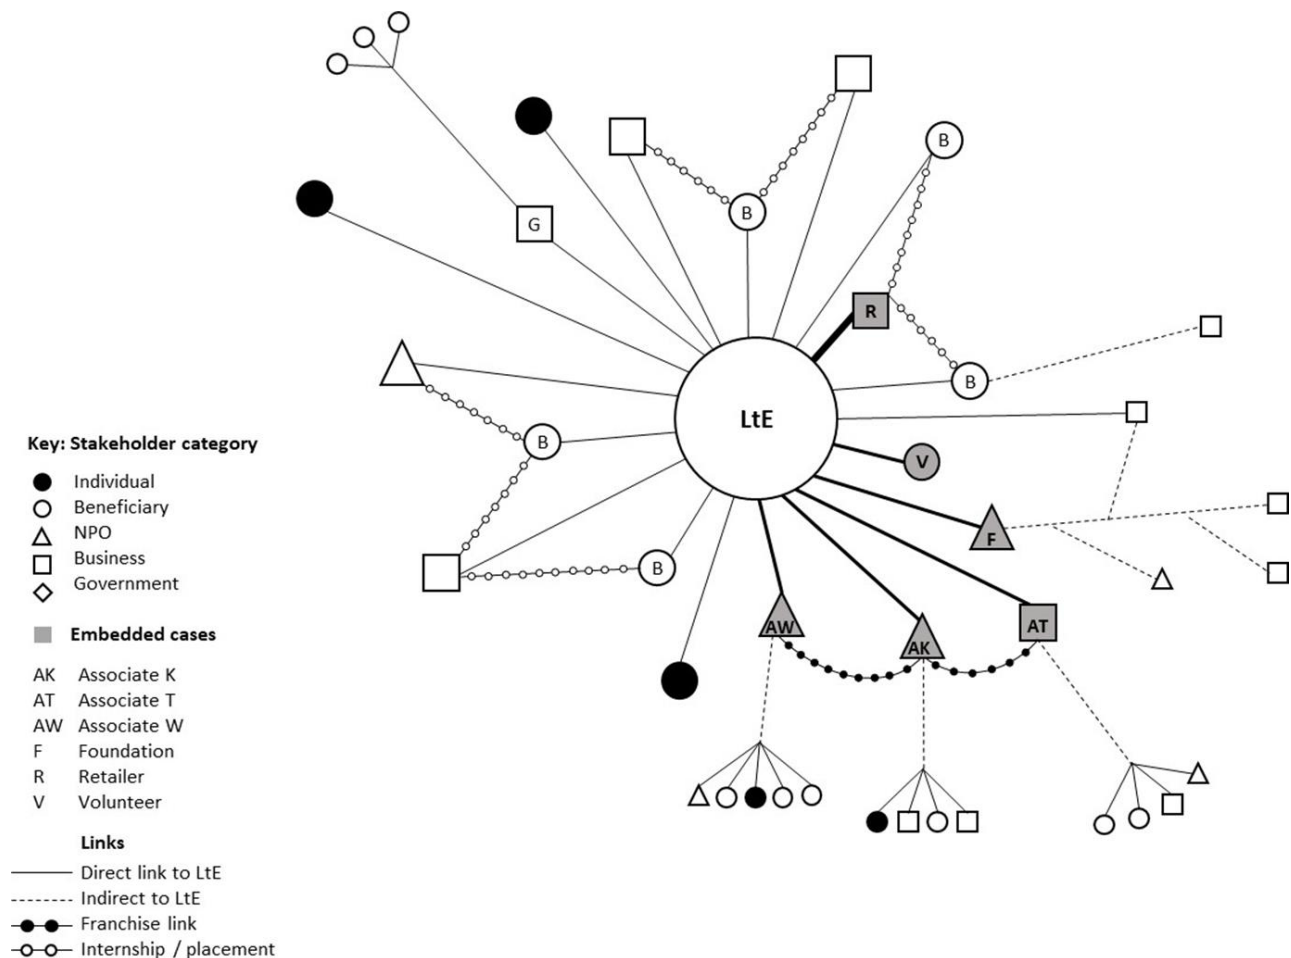 B
B
G
R
B
LtE
V
B
F
B
AW
AK
AT
Key: Stakeholder category
Individual
Beneficiary
NPO
Business
Government
Embedded cases
AK Associate K
AT Associate T
AW Associate W
F Foundation
R Retailer
V Volunteer
Links
Direct link to LtE
Indirect to LtE
Franchise link
Internship / placement